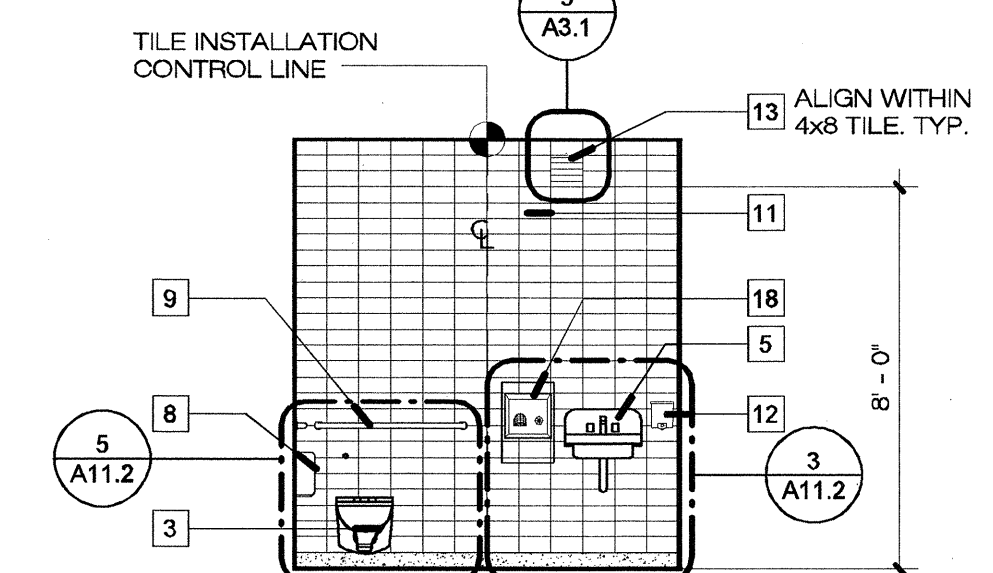 A3.1
TILE INSTALLATION
CONTROL LINE
13 ALIGN WITHIN
4x8 TILE. TYP.
11
CL
9
18
5
8' - 0"
8
12
5
A11.2
3
A11.2
3